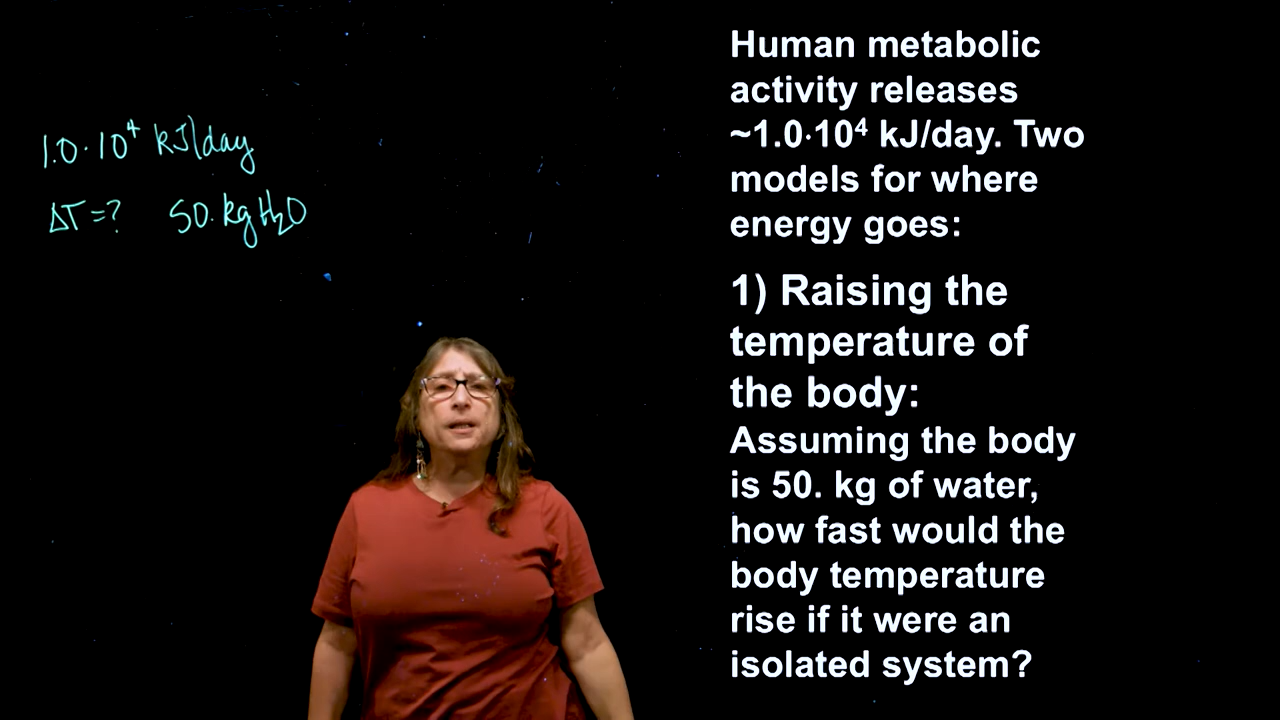 1.0·10⁴ kJ/day
ΔT=? 50. kg H₂O
Human metabolic
activity releases
~1.0·10⁴ kJ/day. Two
models for where
energy goes:
1) Raising the
temperature of
the body:
Assuming the body
is 50. kg of water,
how fast would the
body temperature
rise if it were an
isolated system?